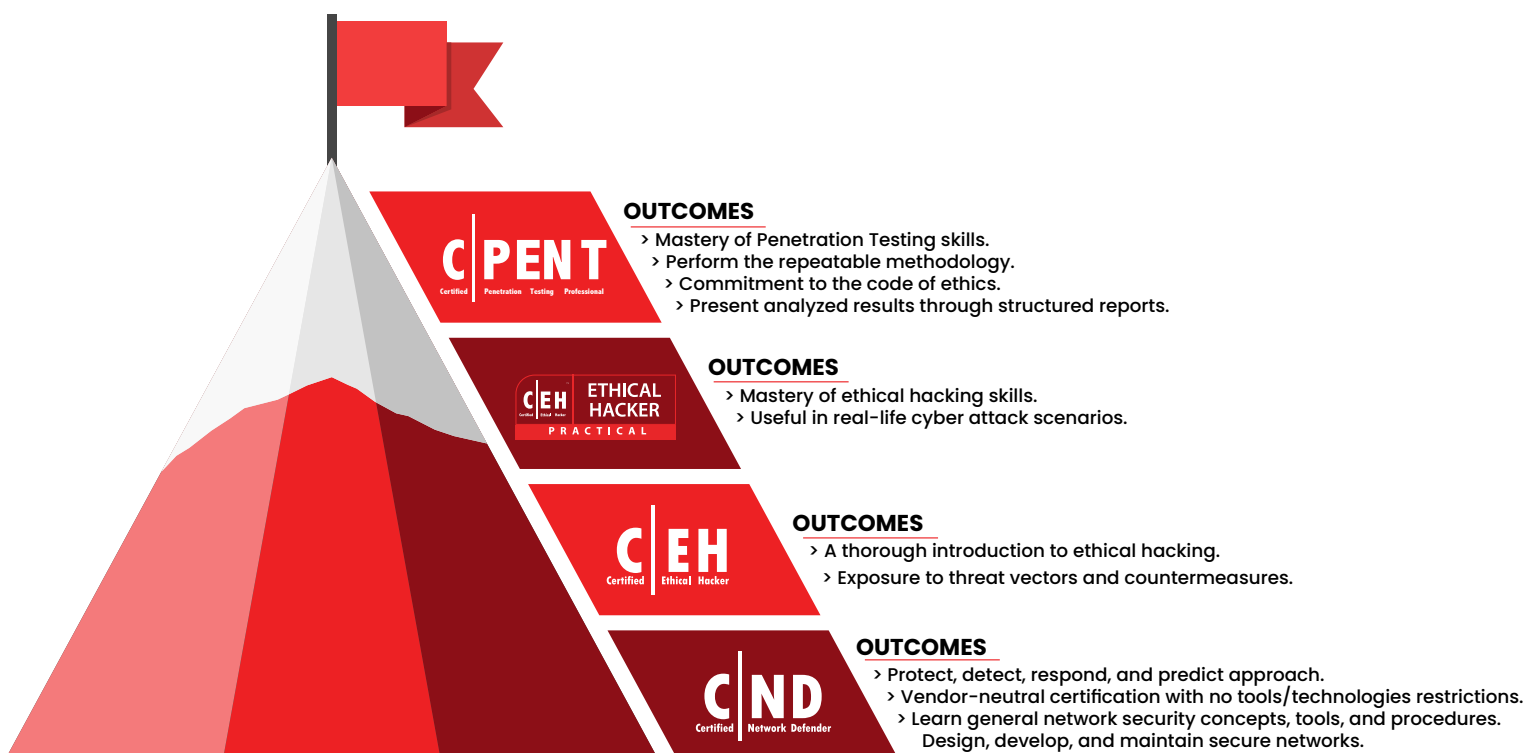 OUTCOMES
> Mastery of Penetration Testing skills.
> Perform the repeatable methodology.
> Commitment to the code of ethics.
> Present analyzed results through structured reports.
C|PENT
Certified Penetration Testing Professional
OUTCOMES
> Mastery of ethical hacking skills.
> Useful in real-life cyber attack scenarios.
C|EH
Certified Ethical Hacker
ETHICAL
HACKER
PRACTICAL
OUTCOMES
> A thorough introduction to ethical hacking.
> Exposure to threat vectors and countermeasures.
C|EH
Certified Ethical Hacker
OUTCOMES
> Protect, detect, respond, and predict approach.
> Vendor-neutral certification with no tools/technologies restrictions.
> Learn general network security concepts, tools, and procedures.
Design, develop, and maintain secure networks.
C|ND
Certified Network Defender